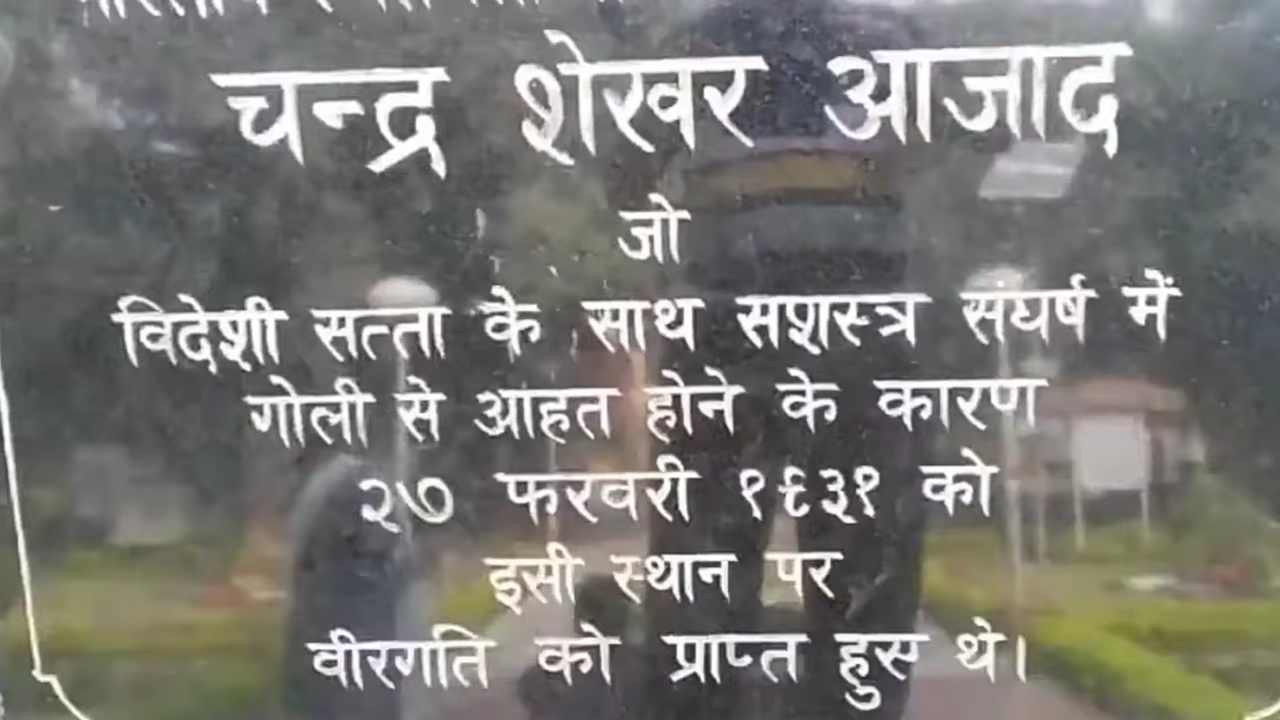 चन्द्र शेखर आजाद
जो
विदेशी सत्ता के साथ सशस्त्र संघर्ष में
गोली से आहत होने के कारण
२७ फरवरी १९३१ को
इसी स्थान पर
वीरगति को प्राप्त हुए थे।